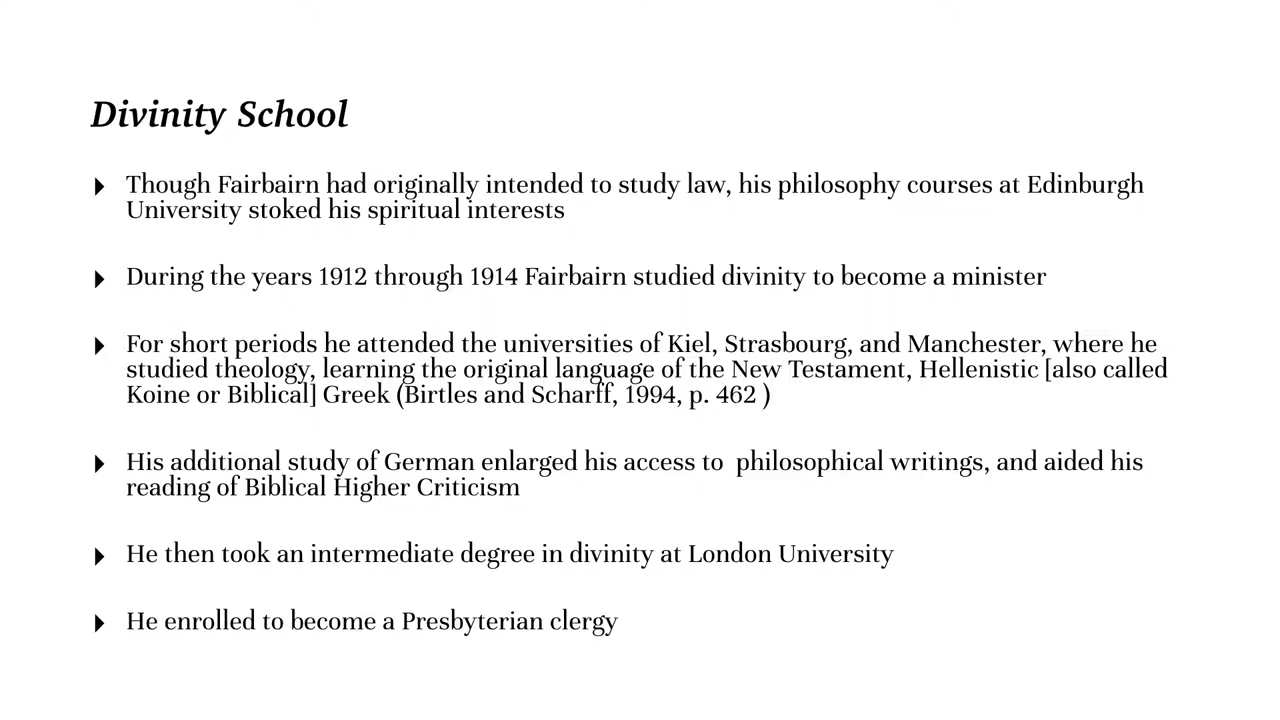 Divinity School
Though Fairbairn had originally intended to study law, his philosophy courses at Edinburgh
University stoked his spiritual interests
During the years 1912 through 1914 Fairbairn studied divinity to become a minister
For short periods he attended the universities of Kiel, Strasbourg, and Manchester, where he
studied theology, learning the original language of the New Testament, Hellenistic [also called
Koine or Biblical] Greek (Birtles and Scharff, 1994, p. 462 )
His additional study of German enlarged his access to  philosophical writings, and aided his
reading of Biblical Higher Criticism
He then took an intermediate degree in divinity at London University
He enrolled to become a Presbyterian clergy